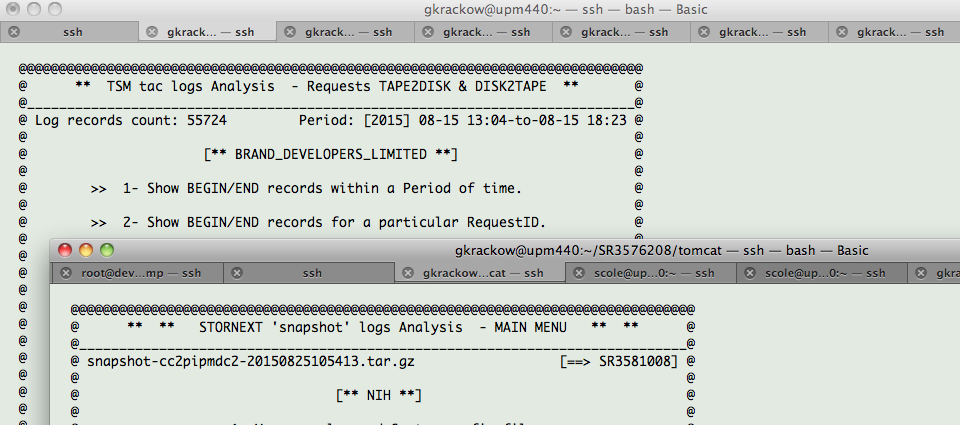 gkrackow@upm440:~ — ssh — bash — Basic
ssh gkrack... — ssh gkrack... — ssh gkrack... — ssh gkrack... — ssh gkrack... — ssh gkrack... — ssh
@@@@@@@@@@@@@@@@@@@@@@@@@@@@@@@@@@@@@@@@@@@@@@@@@@@@@@@@@@@@@@@@@@@@@@@@@@@@@@
@ ** TSM tac logs Analysis - Requests TAPE2DISK & DISK2TAPE ** @
@____________________________________________________________________________@
@ Log records count: 55724 Period: [2015] 08-15 13:04-to-08-15 18:23 @
@ @
@ [** BRAND_DEVELOPERS_LIMITED **] @
@ @
@ >> 1- Show BEGIN/END records within a Period of time. @
@ @
@ >> 2- Show BEGIN/END records for a particular RequestID. @
gkrackow@upm440:~/SR3576208/tomcat — ssh — bash — Basic
root@dev...mp — ssh ssh gkrackow...cat — ssh scole@up...0:~ — ssh scole@up...0:~ — ssh gkra
@@@@@@@@@@@@@@@@@@@@@@@@@@@@@@@@@@@@@@@@@@@@@@@@@@@@@@@@@@@@@@@@@@@@@@@@@@@@@@
@ ** ** STORNEXT 'snapshot' logs Analysis - MAIN MENU ** ** @
@____________________________________________________________________________@
@ snapshot-cc2pipmdc2-20150825105413.tar.gz [==> SR3581008] @
@ @
@ [** NIH **] @
@ @